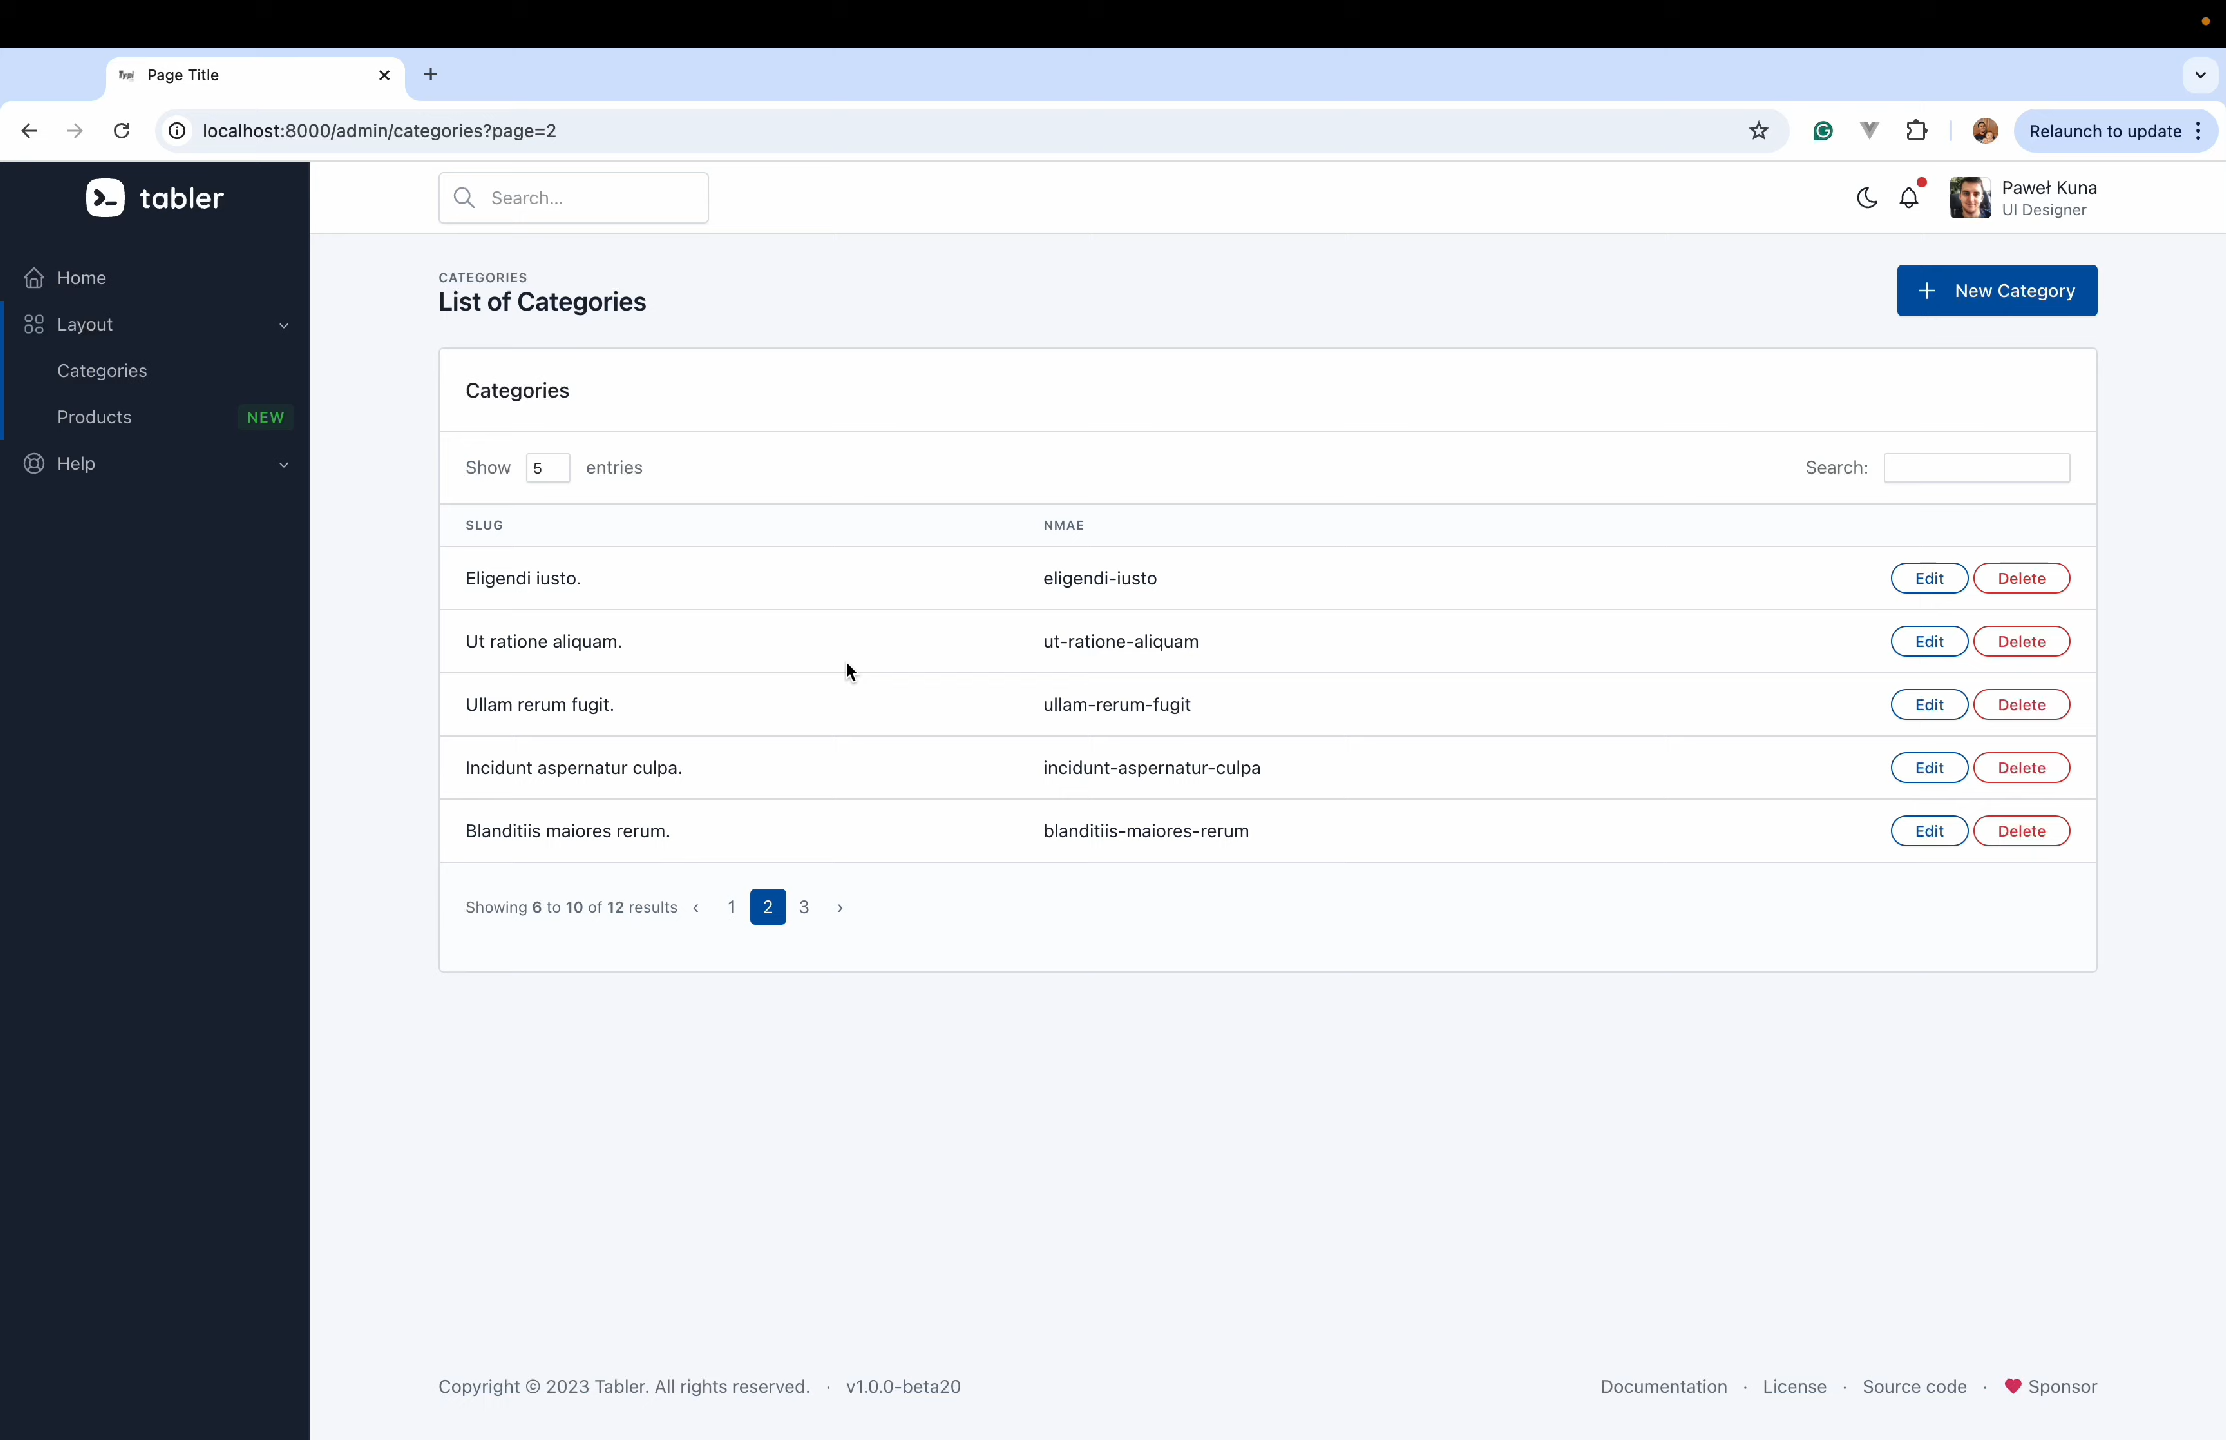 Page Title
localhost:8000/admin/categories?page=2
Relaunch to update
tabler
Search...
Paweł Kuna
UI Designer
Home
Layout
Categories
Products NEW
Help
CATEGORIES
List of Categories
New Category
Categories
Show 5 entries
Search:
SLUG NMAE
Eligendi iusto. eligendi-iusto Edit Delete
Ut ratione aliquam. ut-ratione-aliquam Edit Delete
Ullam rerum fugit. ullam-rerum-fugit Edit Delete
Incidunt aspernatur culpa. incidunt-aspernatur-culpa Edit Delete
Blanditiis maiores rerum. blanditiis-maiores-rerum Edit Delete
Showing 6 to 10 of 12 results ‹ 1 2 3 ›
Copyright © 2023 Tabler. All rights reserved. · v1.0.0-beta20
Documentation · License · Source code · Sponsor